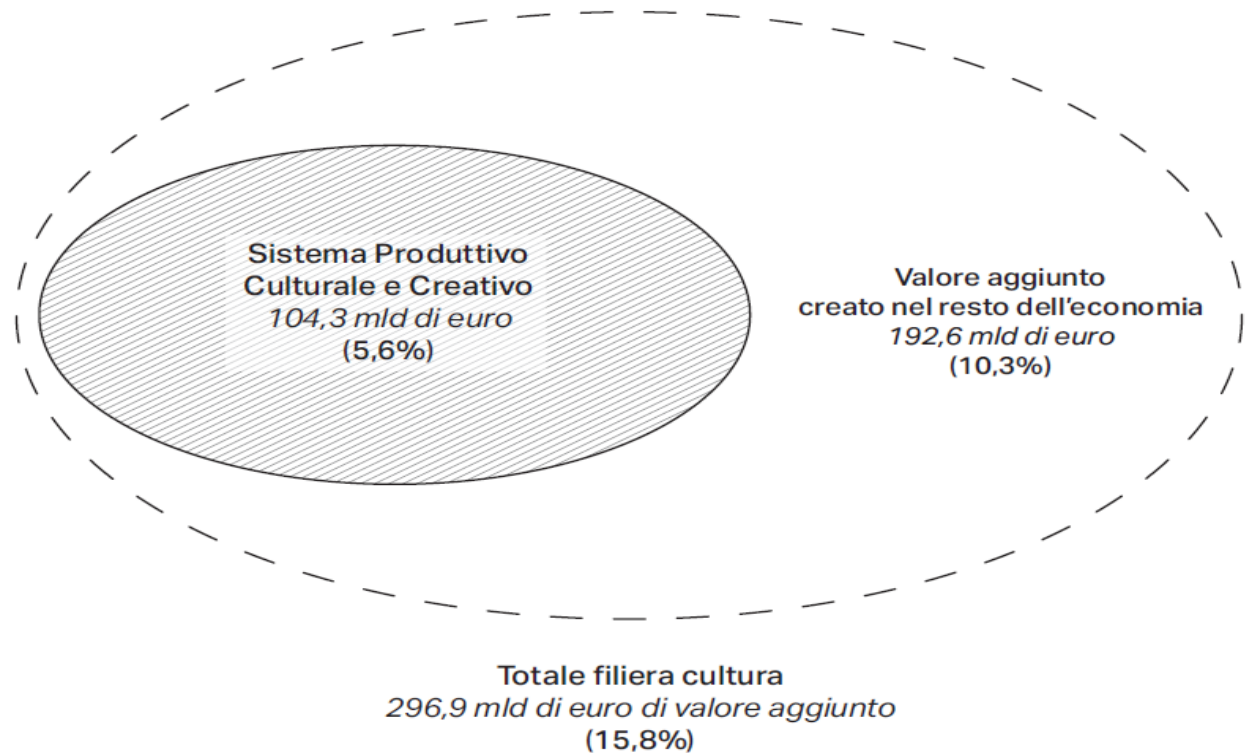 Sistema Produttivo
Culturale e Creativo
104,3 mld di euro
(5,6%)
Valore aggiunto
creato nel resto dell'economia
192,6 mld di euro
(10,3%)
Totale filiera cultura
296,9 mld di euro di valore aggiunto
(15,8%)